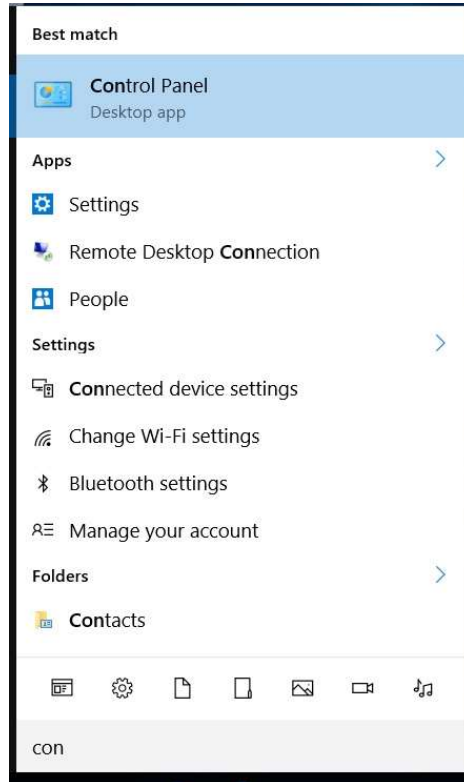 Best match
Control Panel
Desktop app
Apps
Settings
Remote Desktop Connection
People
Settings
Connected device settings
Change Wi-Fi settings
Bluetooth settings
Manage your account
Folders
Contacts
con